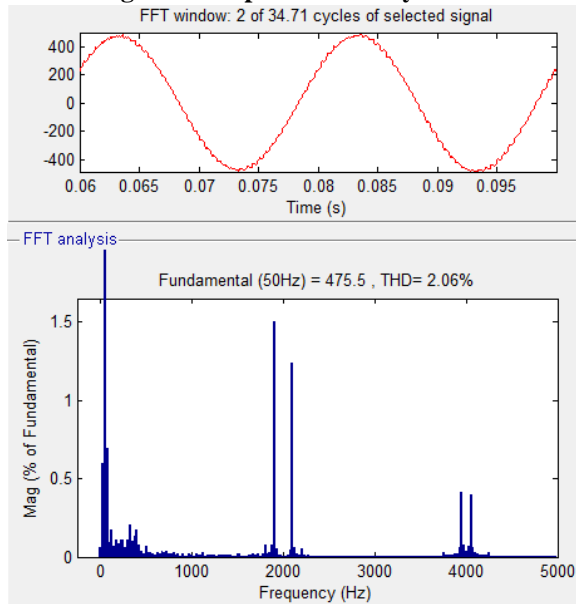 FFT window: 2 of 34.71 cycles of selected signal
400
200
0
-200
-400
0.06 0.065 0.07 0.075 0.08 0.085 0.09 0.095
Time (s)
FFT analysis
Fundamental (50Hz) = 475.5 , THD= 2.06%
1.5
1
0.5
0
Mag (% of Fundamental)
0 1000 2000 3000 4000 5000
Frequency (Hz)